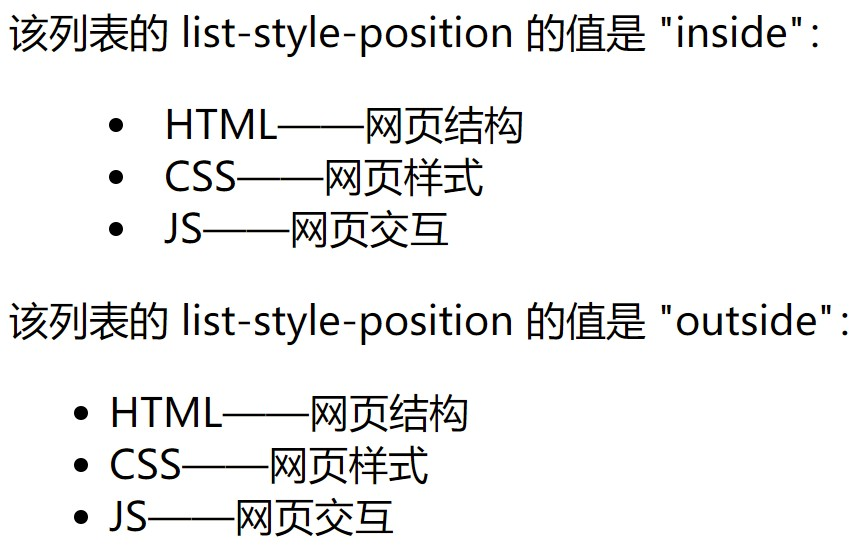 该列表的 list-style-position 的值是 "inside"：
• HTML——网页结构
• CSS——网页样式
• JS——网页交互
该列表的 list-style-position 的值是 "outside"：
• HTML——网页结构
• CSS——网页样式
• JS——网页交互